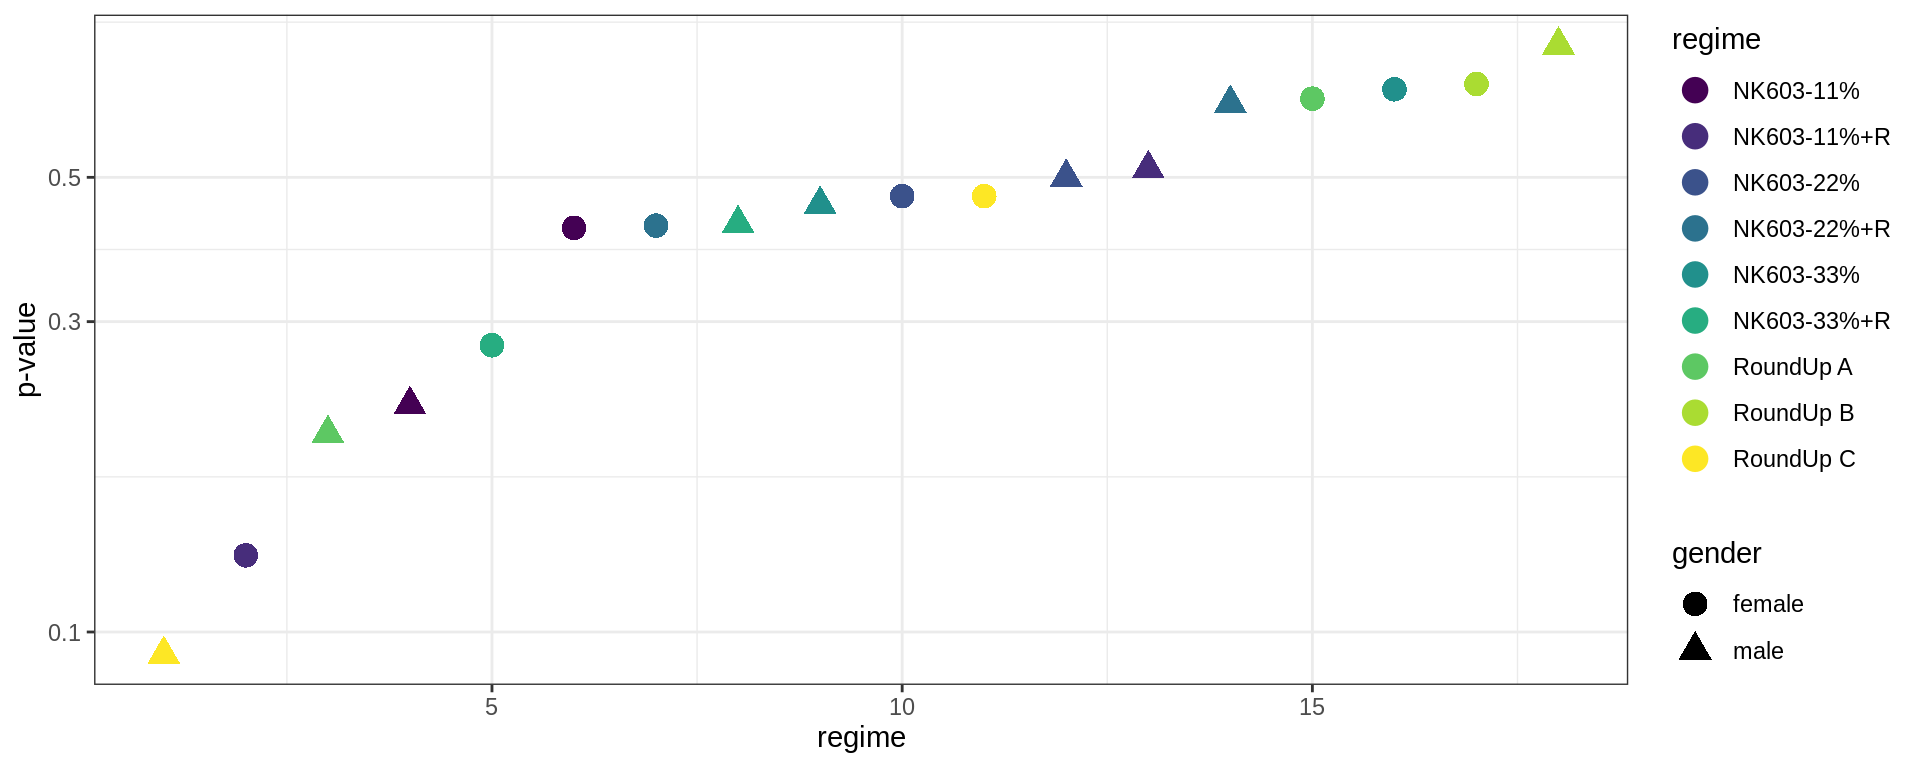 p-value
0.5
0.3
0.1
5
10
15
regime
regime
NK603-11%
NK603-11%+R
NK603-22%
NK603-22%+R
NK603-33%
NK603-33%+R
RoundUp A
RoundUp B
RoundUp C
gender
female
male